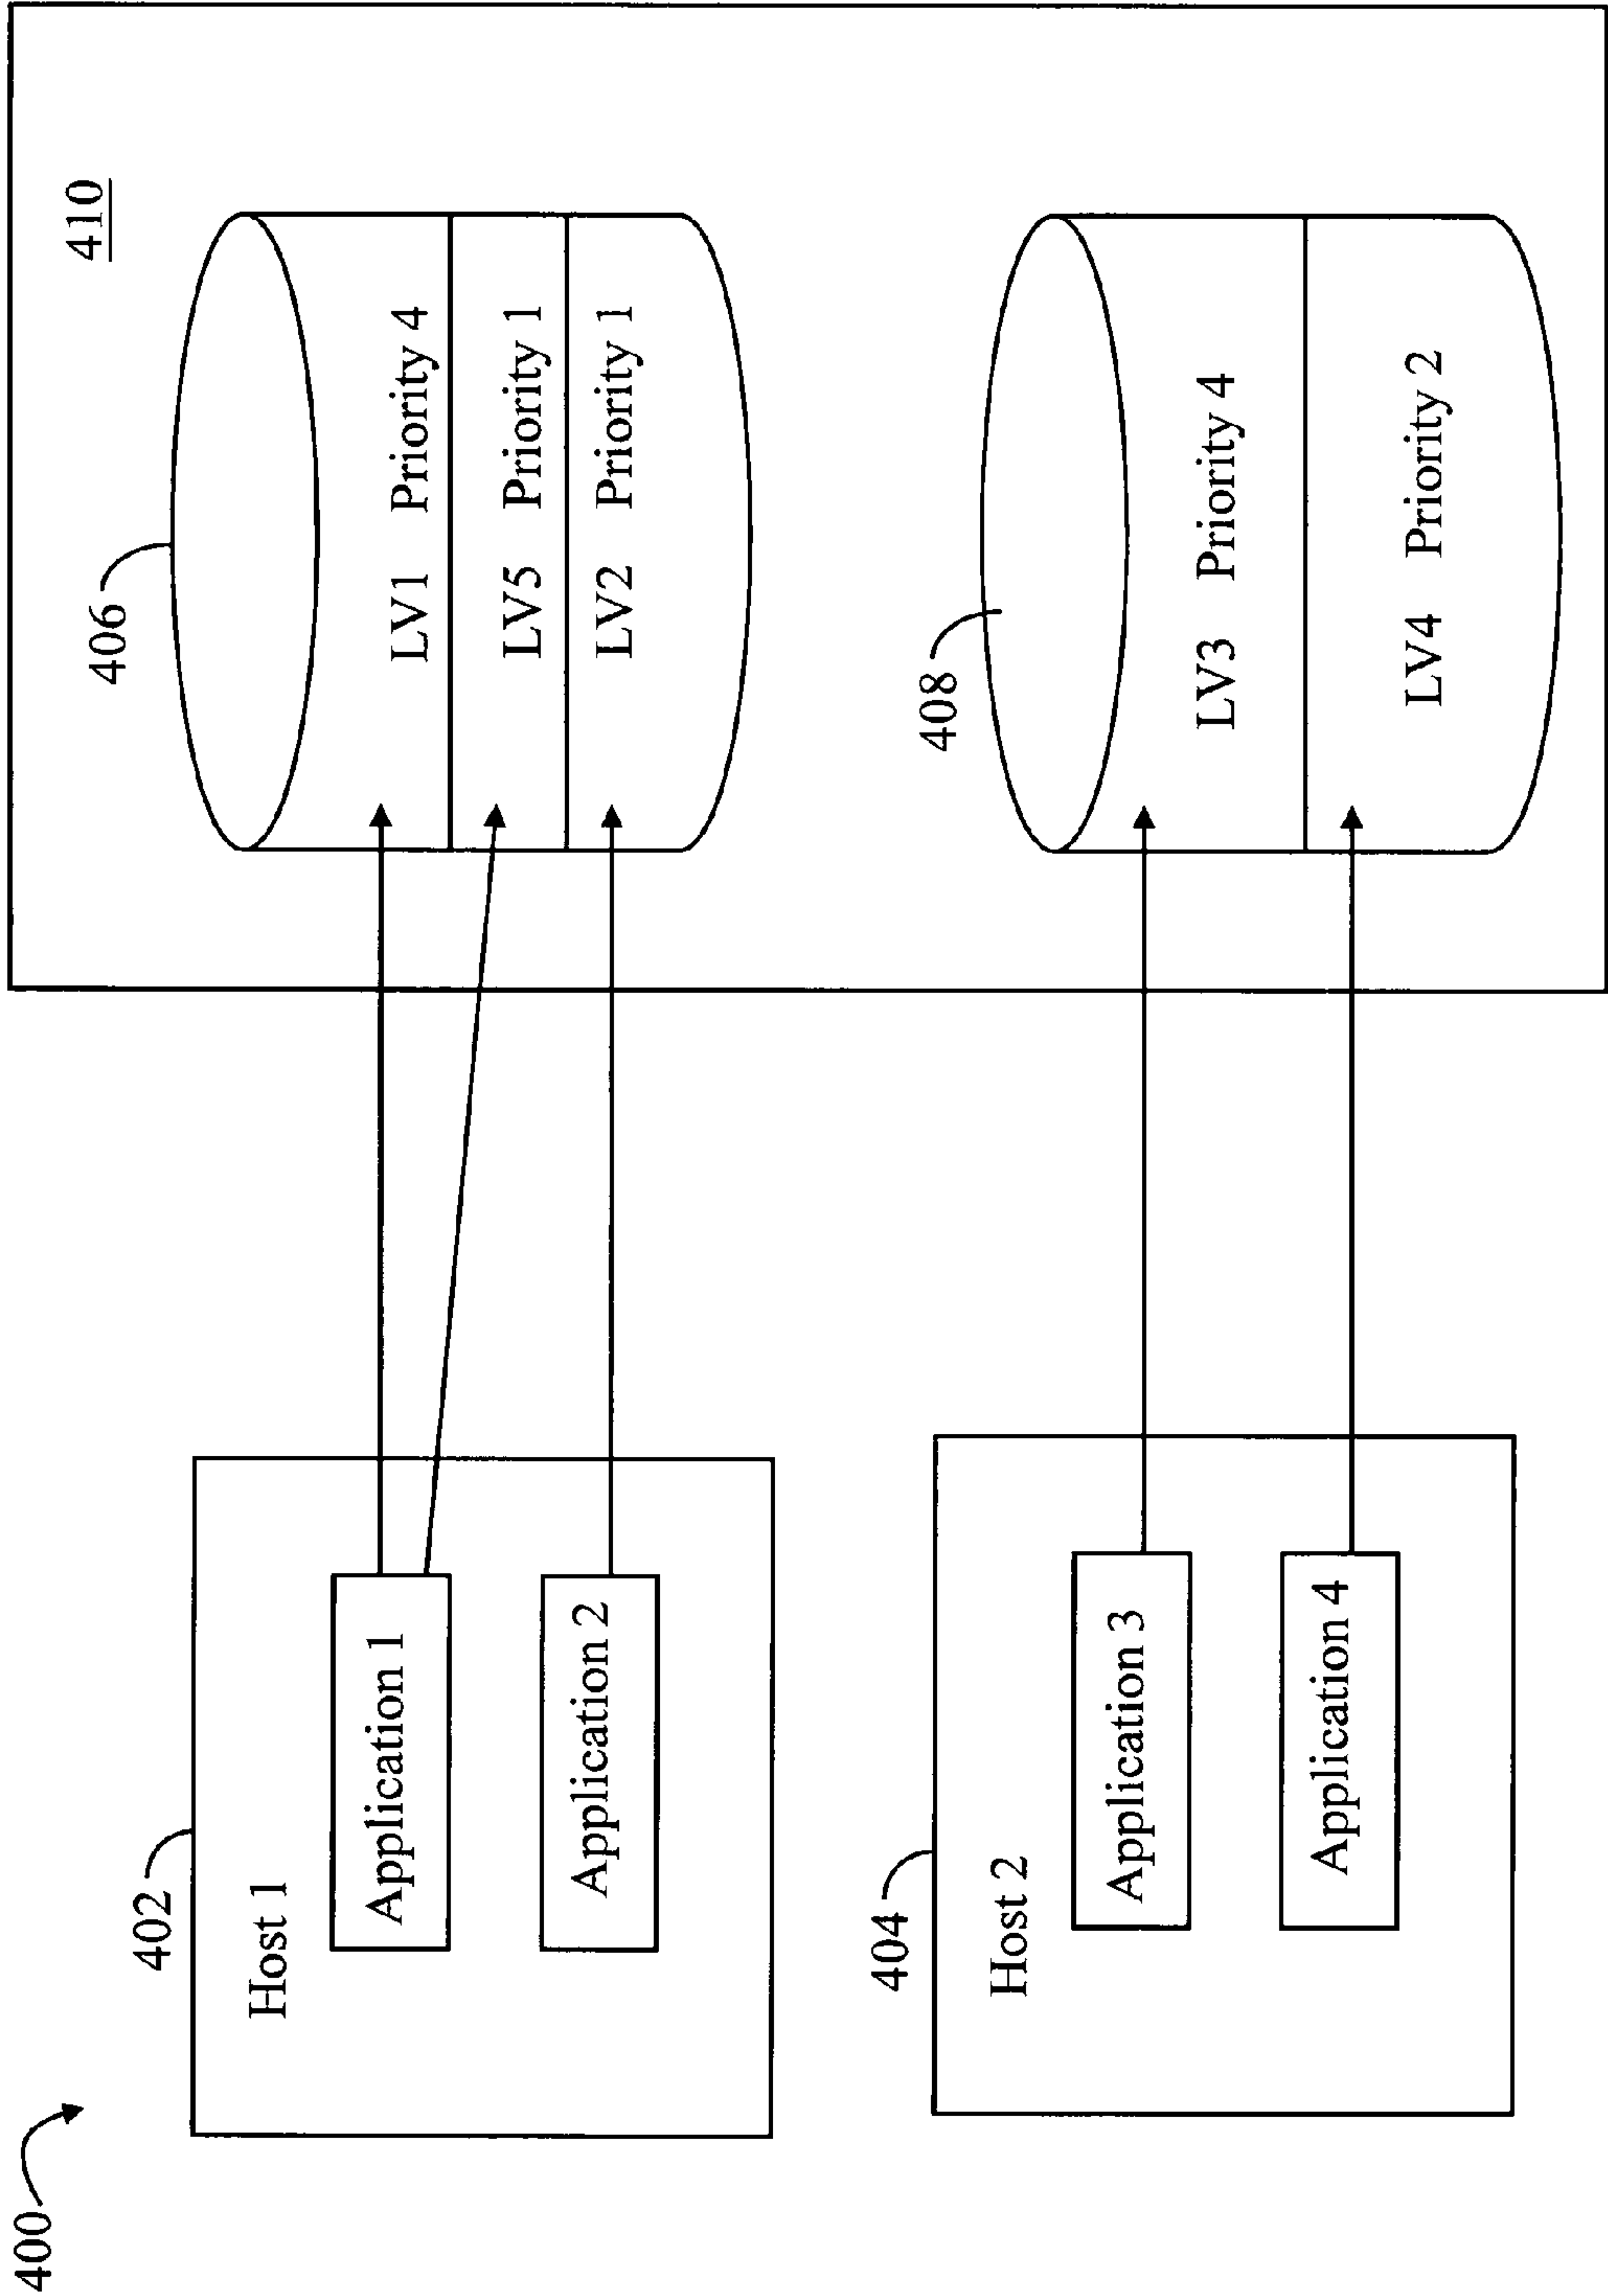 400
402
Host 1
Application 1
Application 2
404
Host 2
Application 3
Application 4
410
406
LV1 Priority 4
LV5 Priority 1
LV2 Priority 1
408
LV3 Priority 4
LV4 Priority 2